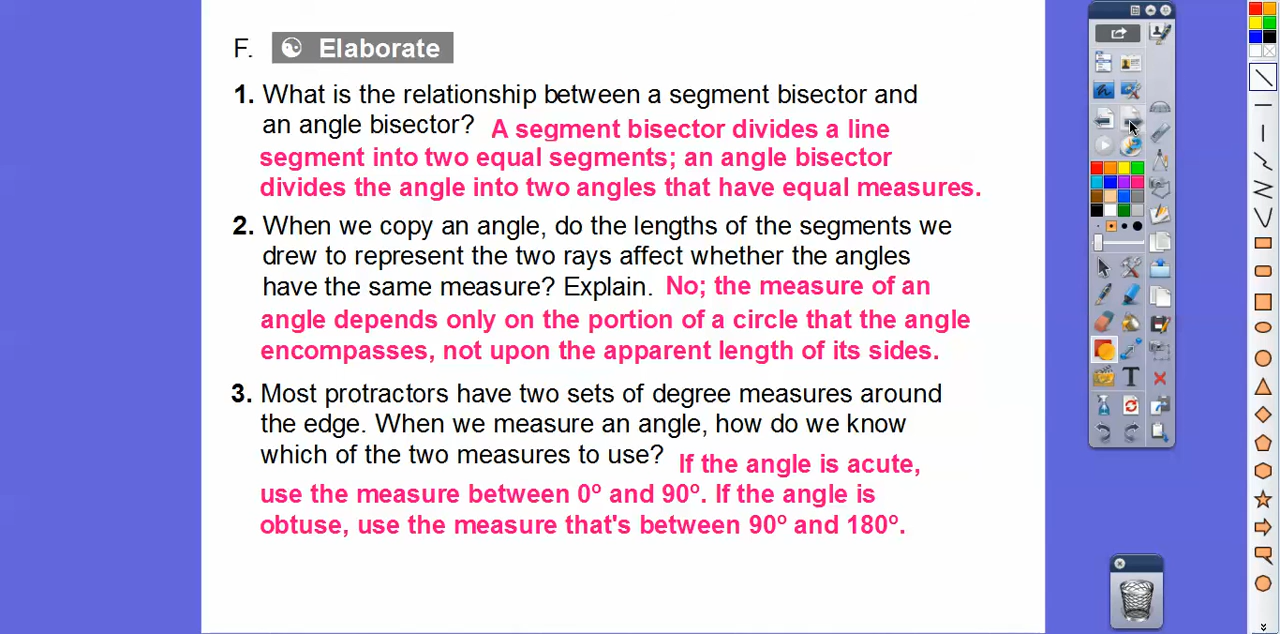 F. Elaborate
1. What is the relationship between a segment bisector and
an angle bisector? A segment bisector divides a line
segment into two equal segments; an angle bisector
divides the angle into two angles that have equal measures.
2. When we copy an angle, do the lengths of the segments we
drew to represent the two rays affect whether the angles
have the same measure? Explain. No; the measure of an
angle depends only on the portion of a circle that the angle
encompasses, not upon the apparent length of its sides.
3. Most protractors have two sets of degree measures around
the edge. When we measure an angle, how do we know
which of the two measures to use? If the angle is acute,
use the measure between 0º and 90º. If the angle is
obtuse, use the measure that's between 90º and 180º.